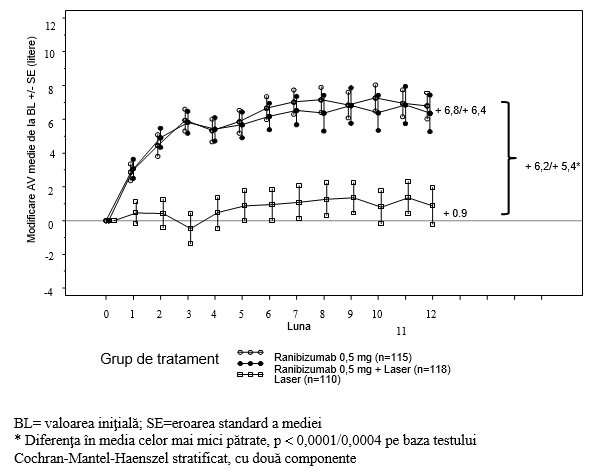 12
10
8
6
4
2
0
-2
-4
Modificare AV medie de la BL +/- SE (litere)
+ 6,8/+ 6,4
+ 6,2/+ 5,4*
+ 0.9
0 1 2 3 4 5 6 7 8 9 10 11 12
Luna
Grup de tratament
Ranibizumab 0,5 mg (n=115)
Ranibizumab 0,5 mg + Laser (n=118)
Laser (n=110)
BL= valoarea iniţială; SE=eroarea standard a mediei
* Diferenţa în media celor mai mici pătrate, p < 0,0001/0,0004 pe baza testului
Cochran-Mantel-Haenszel stratificat, cu două componente